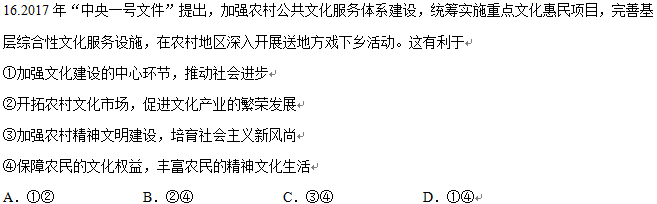 16.2017 年“中央一号文件”提出，加强农村公共文化服务体系建设，统筹实施重点文化惠民项目，完善基
层综合性文化服务设施，在农村地区深入开展送地方戏下乡活动。这有利于
①加强文化建设的中心环节，推动社会进步
②开拓农村文化市场，促进文化产业的繁荣发展
③加强农村精神文明建设，培育社会主义新风尚
④保障农民的文化权益，丰富农民的精神文化生活
A．①② B．②④ C．③④ D．①④